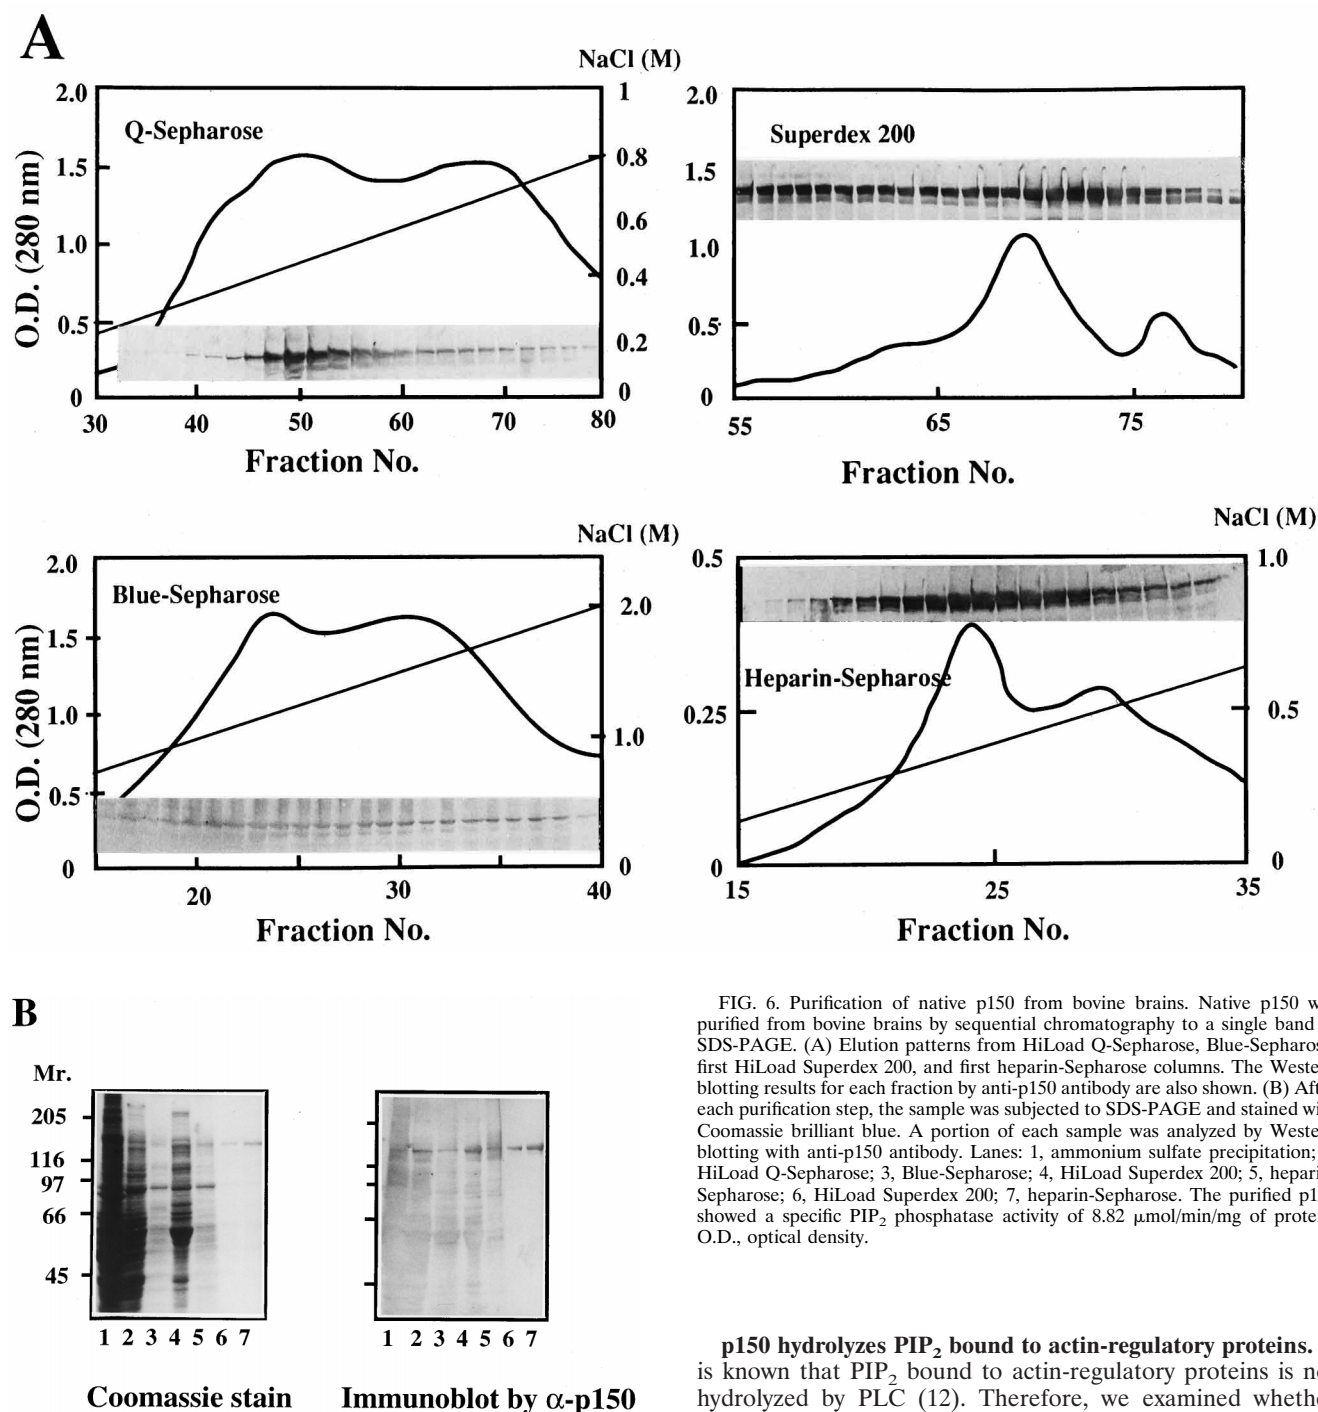 A
NaCl (M)
2.0
1.5
1.0
0.5
0
O.D. (280 nm)
Q-Sepharose
1
0.8
0.6
0.4
0.2
0
30 40 50 60 70 80
Fraction No.
2.0
1.5
1.0
0.5
0
Superdex 200
55 65 75
Fraction No.
NaCl (M)
2.0
1.5
1.0
0.5
0
O.D. (280 nm)
Blue-Sepharose
2.0
1.0
0
20 30 40
Fraction No.
NaCl (M)
0.5
0.25
0
Heparin-Sepharose
1.0
0.5
0
15 25 35
Fraction No.
B
Mr.
205
116
97
66
45
1 2 3 4 5 6 7
Coomassie stain
1 2 3 4 5 6 7
Immunoblot by α-p150
FIG. 6. Purification of native p150 from bovine brains. Native p150 w
purified from bovine brains by sequential chromatography to a single band
SDS-PAGE. (A) Elution patterns from HiLoad Q-Sepharose, Blue-Sepharos
first HiLoad Superdex 200, and first heparin-Sepharose columns. The Weste
blotting results for each fraction by anti-p150 antibody are also shown. (B) Aft
each purification step, the sample was subjected to SDS-PAGE and stained wi
Coomassie brilliant blue. A portion of each sample was analyzed by Weste
blotting with anti-p150 antibody. Lanes: 1, ammonium sulfate precipitation;
HiLoad Q-Sepharose; 3, Blue-Sepharose; 4, HiLoad Superdex 200; 5, hepari
Sepharose; 6, HiLoad Superdex 200; 7, heparin-Sepharose. The purified p1
showed a specific PIP₂ phosphatase activity of 8.82 μmol/min/mg of protei
O.D., optical density.
p150 hydrolyzes PIP₂ bound to actin-regulatory proteins.
is known that PIP₂ bound to actin-regulatory proteins is no
hydrolyzed by PLC (12). Therefore, we examined whethe